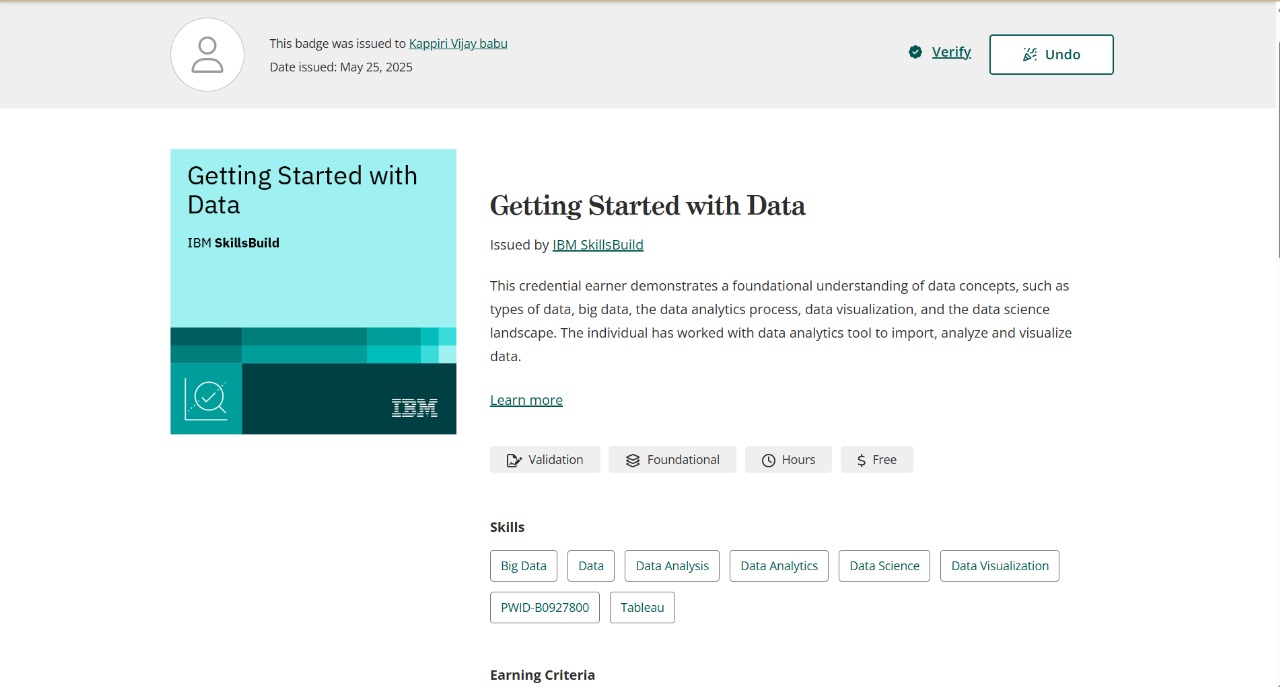 This badge was issued to Kappiri Vijay babu
Date issued: May 25, 2025
Verify
Undo
Getting Started with
Data
IBM SkillsBuild
IBM
Getting Started with Data
Issued by IBM SkillsBuild
This credential earner demonstrates a foundational understanding of data concepts, such as
types of data, big data, the data analytics process, data visualization, and the data science
landscape. The individual has worked with data analytics tool to import, analyze and visualize
data.
Learn more
Validation Foundational Hours $ Free
Skills
Big Data Data Data Analysis Data Analytics Data Science Data Visualization
PWID-B0927800 Tableau
Earning Criteria